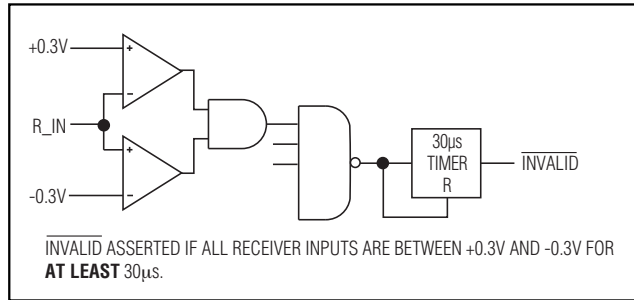 +0.3V
R_IN
-0.3V
30µs
TIMER
R
INVALID
INVALID ASSERTED IF ALL RECEIVER INPUTS ARE BETWEEN +0.3V AND -0.3V FOR
AT LEAST 30µs.